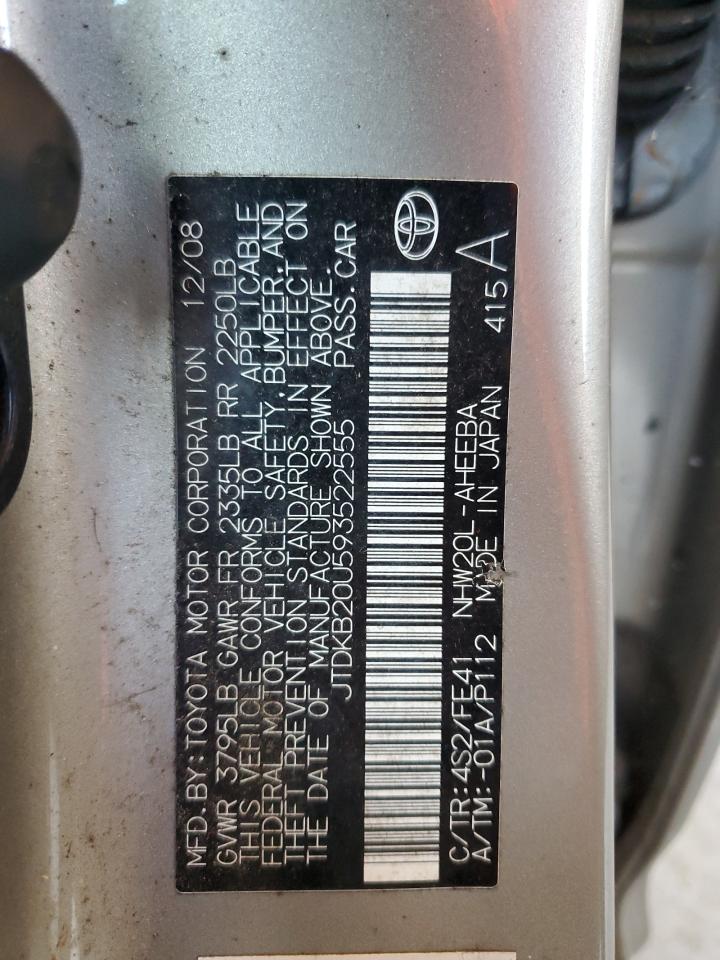 MFD.BY:TOYOTA MOTOR CORPORATION 12/08
GVWR 3795LB GAWR FR 2335LB RR 2250LB
THIS VEHICLE CONFORMS TO ALL APPLICABLE
FEDERAL MOTOR VEHICLE SAFETY,BUMPER,AND
THEFT PREVENTION STANDARDS IN EFFECT ON
THE DATE OF MANUFACTURE SHOWN ABOVE.
JTDKB20U593522555 PASS.CAR
C/TR:4S2/FE41 NHW20L-AHEEBA
A/TM:-01A/P112 MADE IN JAPAN 415 A